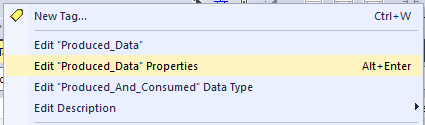 New Tag... Ctrl+W
Edit "Produced_Data"
Edit "Produced_Data" Properties Alt+Enter
Edit "Produced_And_Consumed" Data Type
Edit Description